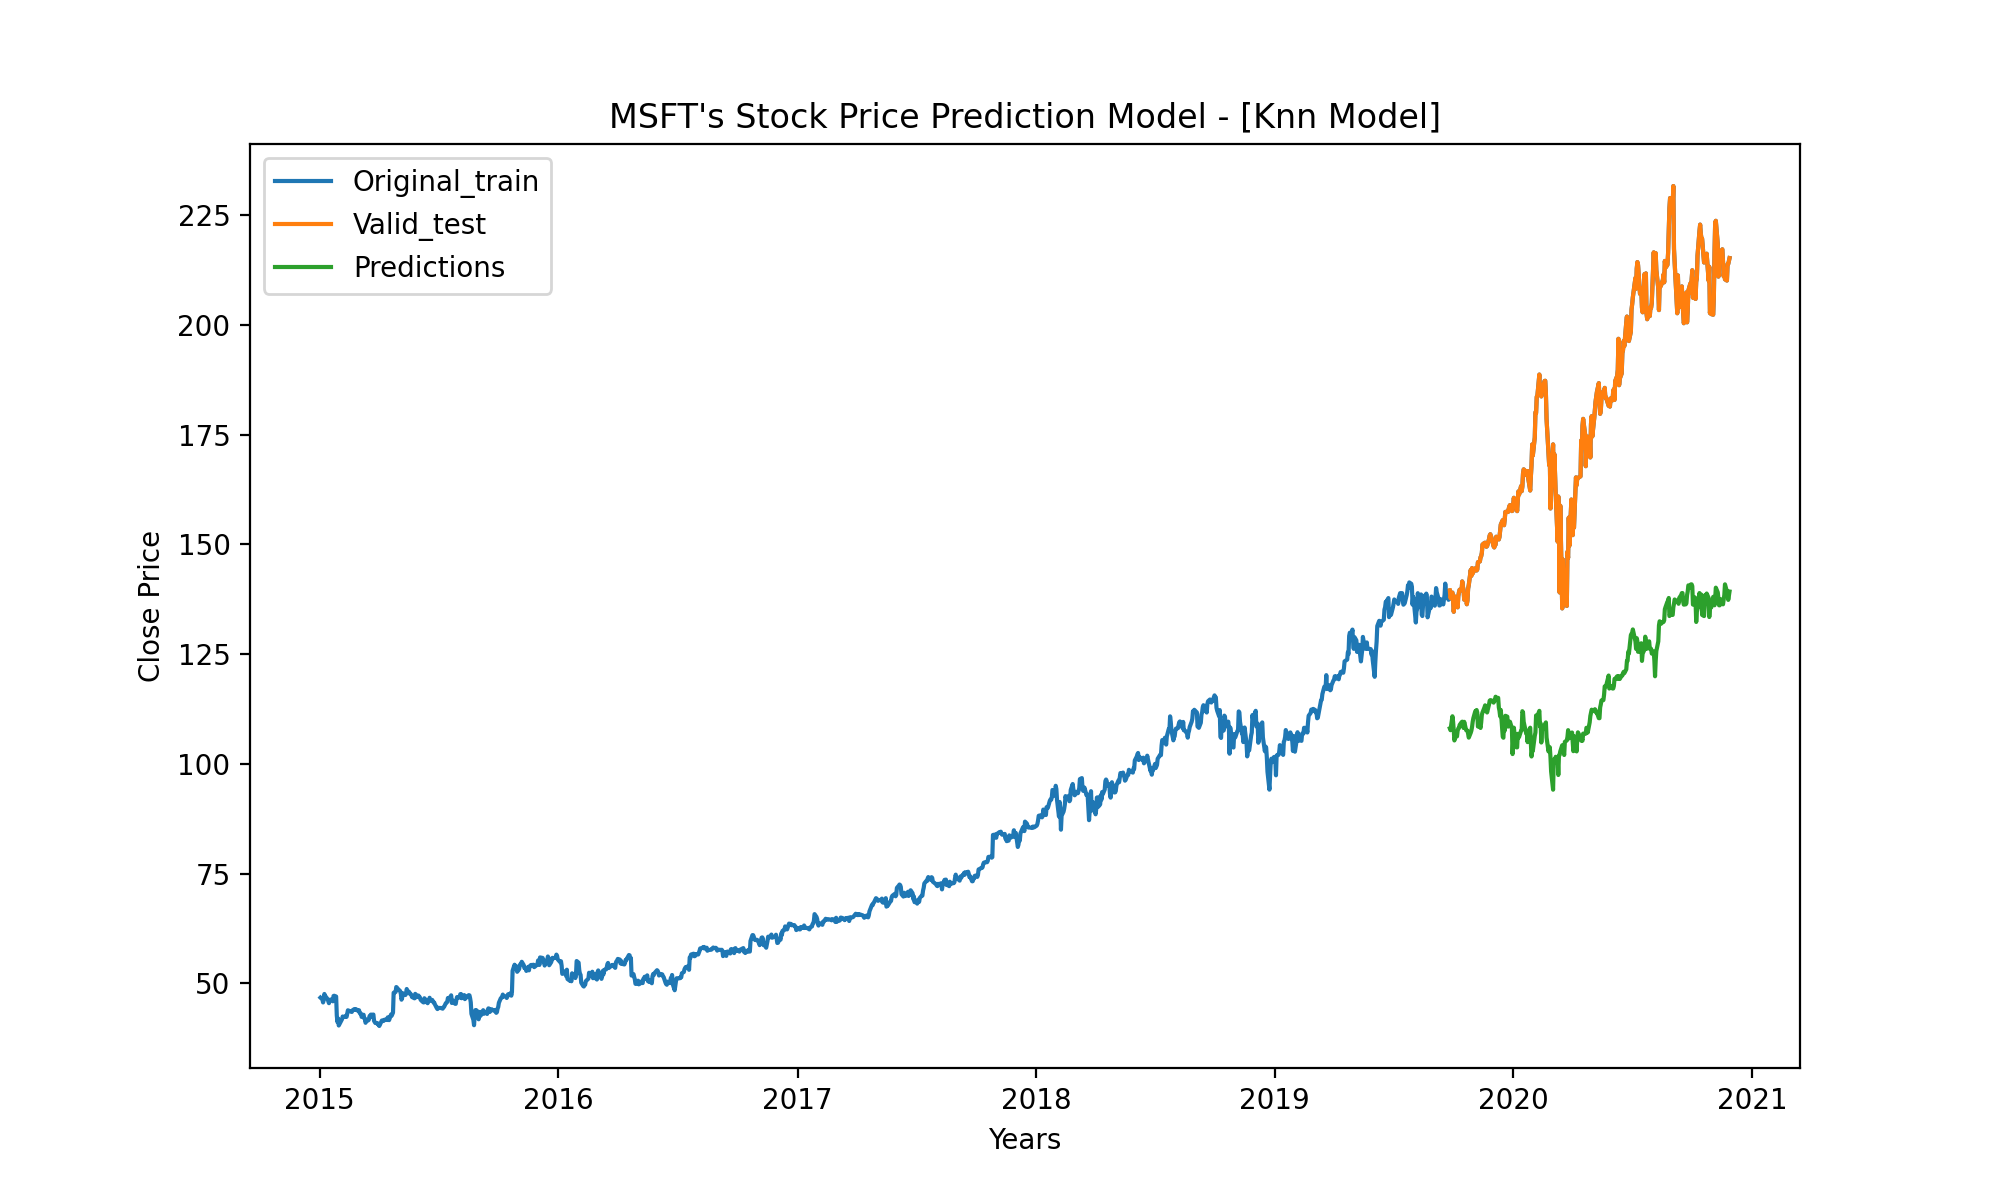 MSFT's Stock Price Prediction Model - [Knn Model]
Original_train
Valid_test
Predictions
225
200
175
150
125
100
75
50
Close Price
2015 2016 2017 2018 2019 2020 2021
Years